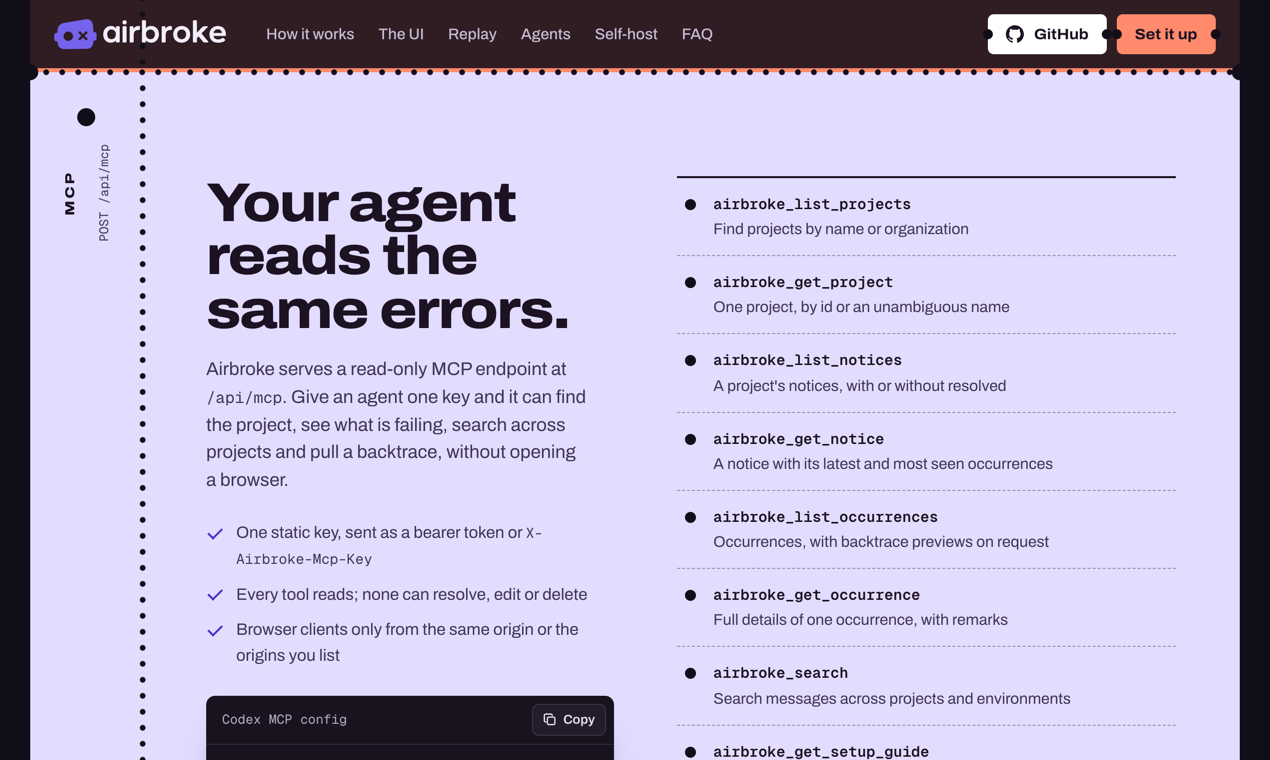 airbroke
How it works
The UI
Replay
Agents
Self-host
FAQ
GitHub
Set it up
MCP
POST /api/mcp
Your agent
reads the
same errors.
Airbroke serves a read-only MCP endpoint at
/api/mcp. Give an agent one key and it can find
the project, see what is failing, search across
projects and pull a backtrace, without opening
a browser.
One static key, sent as a bearer token or X-
Airbroke-Mcp-Key
Every tool reads; none can resolve, edit or delete
Browser clients only from the same origin or the
origins you list
Codex MCP config
Copy
airbroke_list_projects
Find projects by name or organization
airbroke_get_project
One project, by id or an unambiguous name
airbroke_list_notices
A project's notices, with or without resolved
airbroke_get_notice
A notice with its latest and most seen occurrences
airbroke_list_occurrences
Occurrences, with backtrace previews on request
airbroke_get_occurrence
Full details of one occurrence, with remarks
airbroke_search
Search messages across projects and environments
airbroke_get_setup_guide